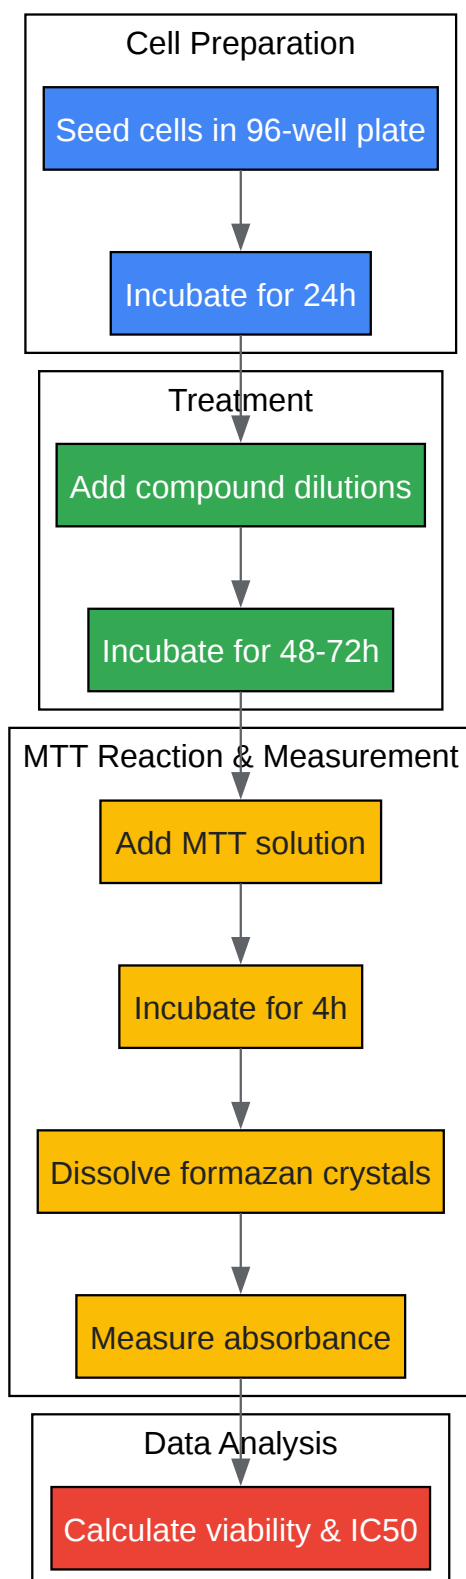 Cell Preparation
Seed cells in 96-well plate
Incubate for 24h
Treatment
Add compound dilutions
Incubate for 48-72h
MTT Reaction & Measurement
Add MTT solution
Incubate for 4h
Dissolve formazan crystals
Measure absorbance
Data Analysis
Calculate viability & IC50